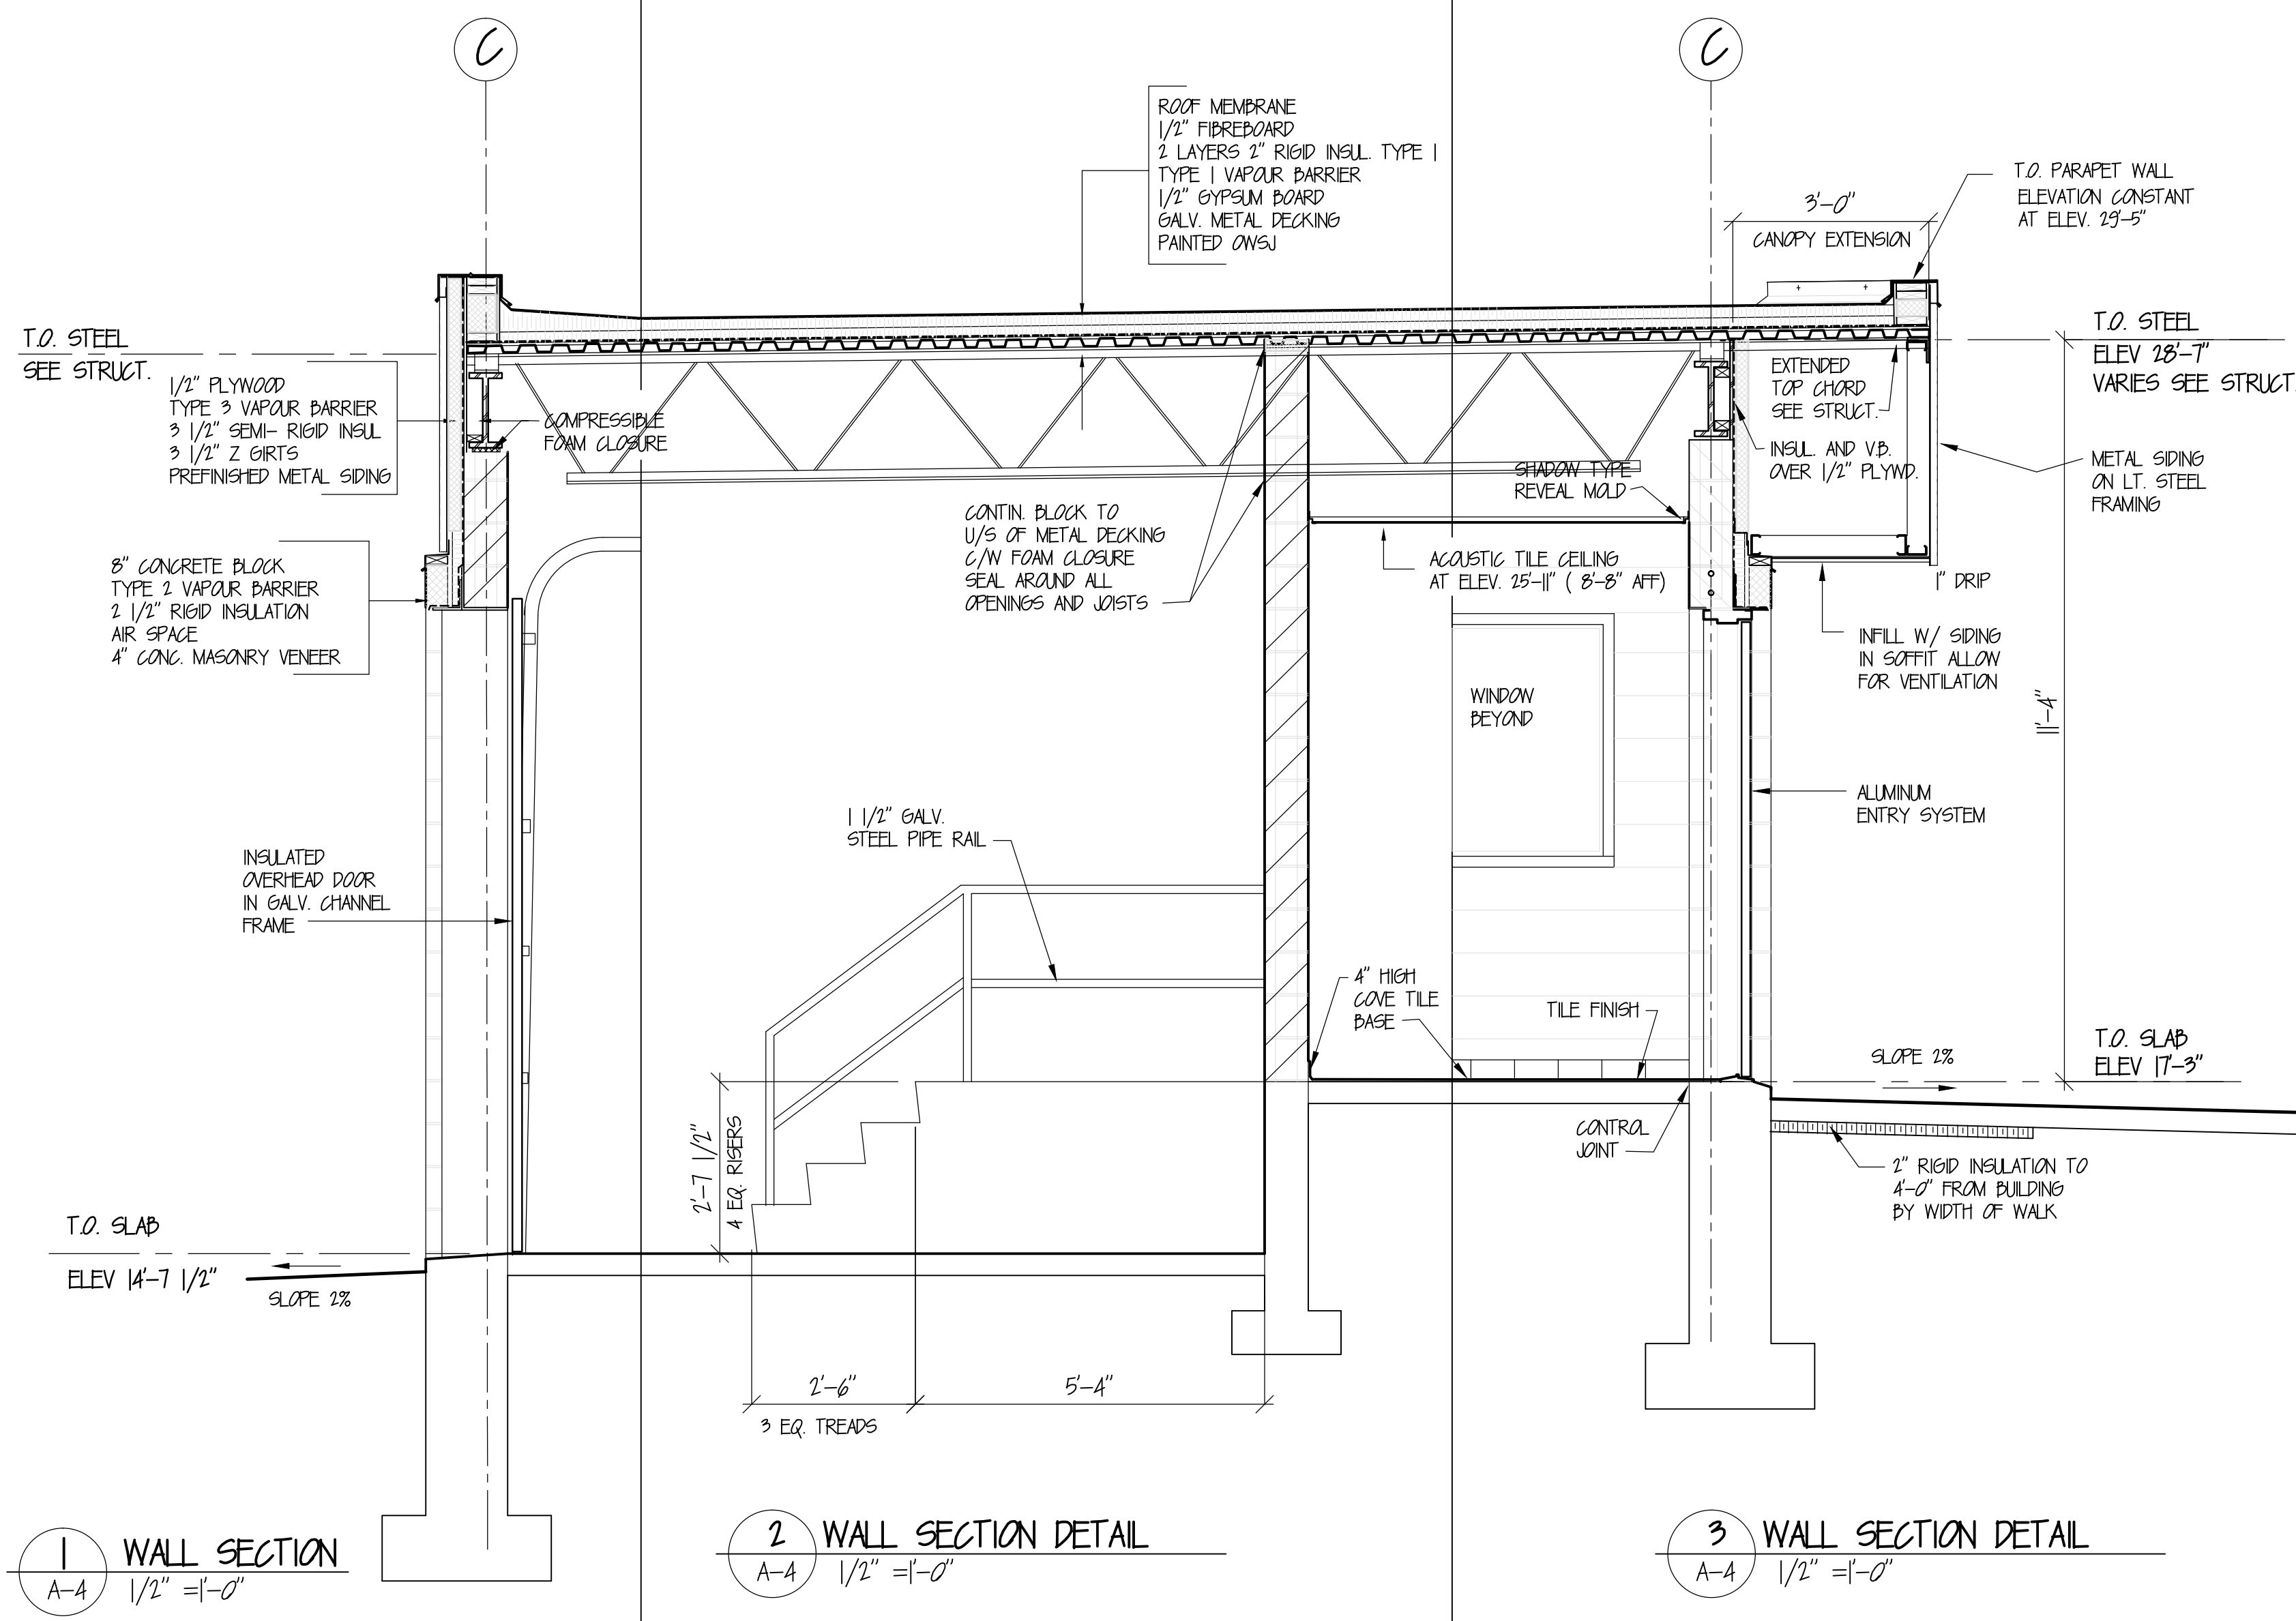 C
C
ROOF MEMBRANE
1/2" FIBREBOARD
2 LAYERS 2" RIGID INSUL. TYPE 1
TYPE 1 VAPOUR BARRIER
1/2" GYPSUM BOARD
GALV. METAL DECKING
PAINTED OWSJ
T.O. PARAPET WALL
ELEVATION CONSTANT
AT ELEV. 29'-5"
3'-0"
CANOPY EXTENSION
T.O. STEEL
SEE STRUCT.
1/2" PLYWOOD
TYPE 3 VAPOUR BARRIER
3 1/2" SEMI- RIGID INSUL
3 1/2" Z GIRTS
PREFINISHED METAL SIDING
COMPRESSIBLE
FOAM CLOSURE
T.O. STEEL
ELEV 28'-7"
VARIES SEE STRUCT.
EXTENDED
TOP CHORD
SEE STRUCT.
INSUL. AND V.B.
OVER 1/2" PLYWD.
METAL SIDING
ON LT. STEEL
FRAMING
SHADOW TYPE
REVEAL MOLD
CONTIN. BLOCK TO
U/S OF METAL DECKING
C/W FOAM CLOSURE
SEAL AROUND ALL
OPENINGS AND JOISTS
ACOUSTIC TILE CEILING
AT ELEV. 25'-11" ( 8'-8" AFF)
8" CONCRETE BLOCK
TYPE 2 VAPOUR BARRIER
2 1/2" RIGID INSULATION
AIR SPACE
4" CONC. MASONRY VENEER
1" DRIP
INFILL W/ SIDING
IN SOFFIT ALLOW
FOR VENTILATION
11'-4"
WINDOW
BEYOND
ALUMINUM
ENTRY SYSTEM
1 1/2" GALV.
STEEL PIPE RAIL
INSULATED
OVERHEAD DOOR
IN GALV. CHANNEL
FRAME
4" HIGH
COVE TILE
BASE
TILE FINISH
T.O. SLAB
ELEV 17'-3"
SLOPE 2%
CONTROL
JOINT
2'-7 1/2"
4 EQ. RISERS
2" RIGID INSULATION TO
4'-0" FROM BUILDING
BY WIDTH OF WALK
T.O. SLAB
ELEV 14'-7 1/2"
SLOPE 2%
2'-6"
5'-4"
3 EQ. TREADS
1
A-4
WALL SECTION
1/2" =1'-0"
2
A-4
WALL SECTION DETAIL
1/2" =1'-0"
3
A-4
WALL SECTION DETAIL
1/2" =1'-0"